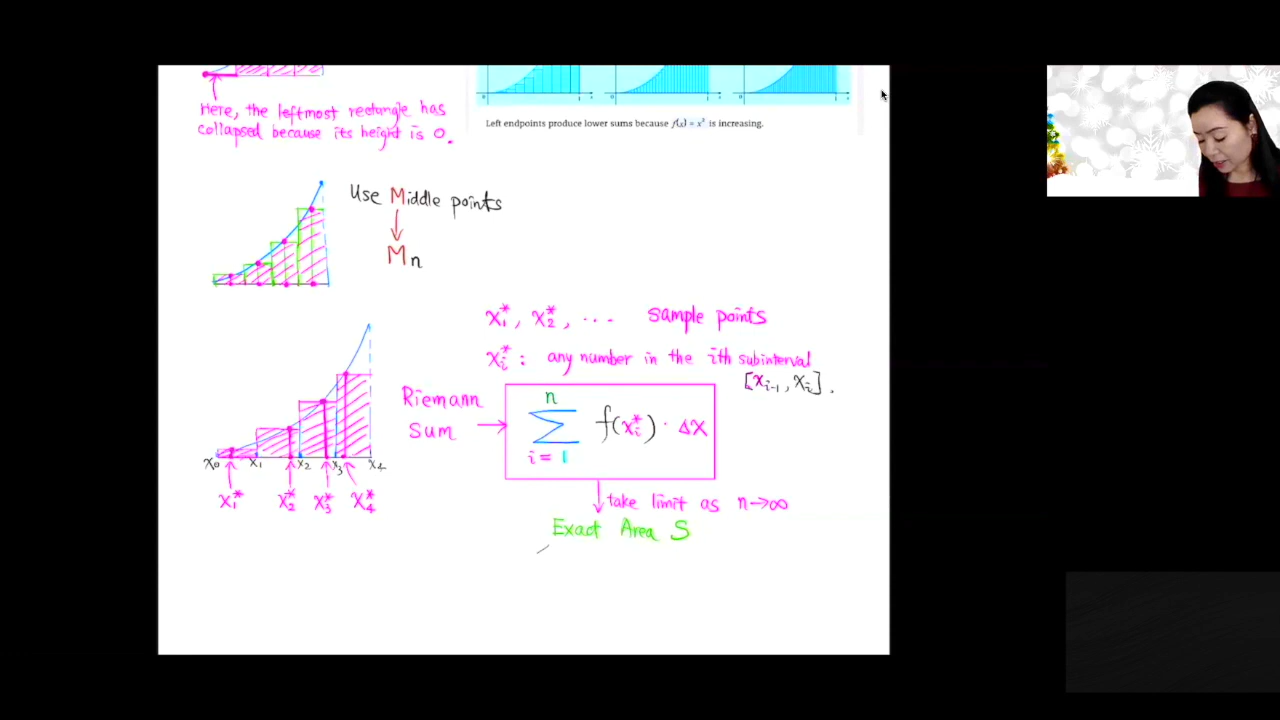 Here, the leftmost rectangle has
collapsed because its height is 0.
Left endpoints produce lower sums because f(x) = x² is increasing.
Use Middle points
Mn
x₁*, x₂*, ... sample points
xᵢ*: any number in the ith subinterval
[xᵢ₋₁, xᵢ].
Riemann
Sum
n
∑ f(xᵢ*) · Δx
i = 1
x₀ x₁ x₂ x₃ x₄
x₁* x₂* x₃* x₄*
take limit as n→∞
Exact Area S